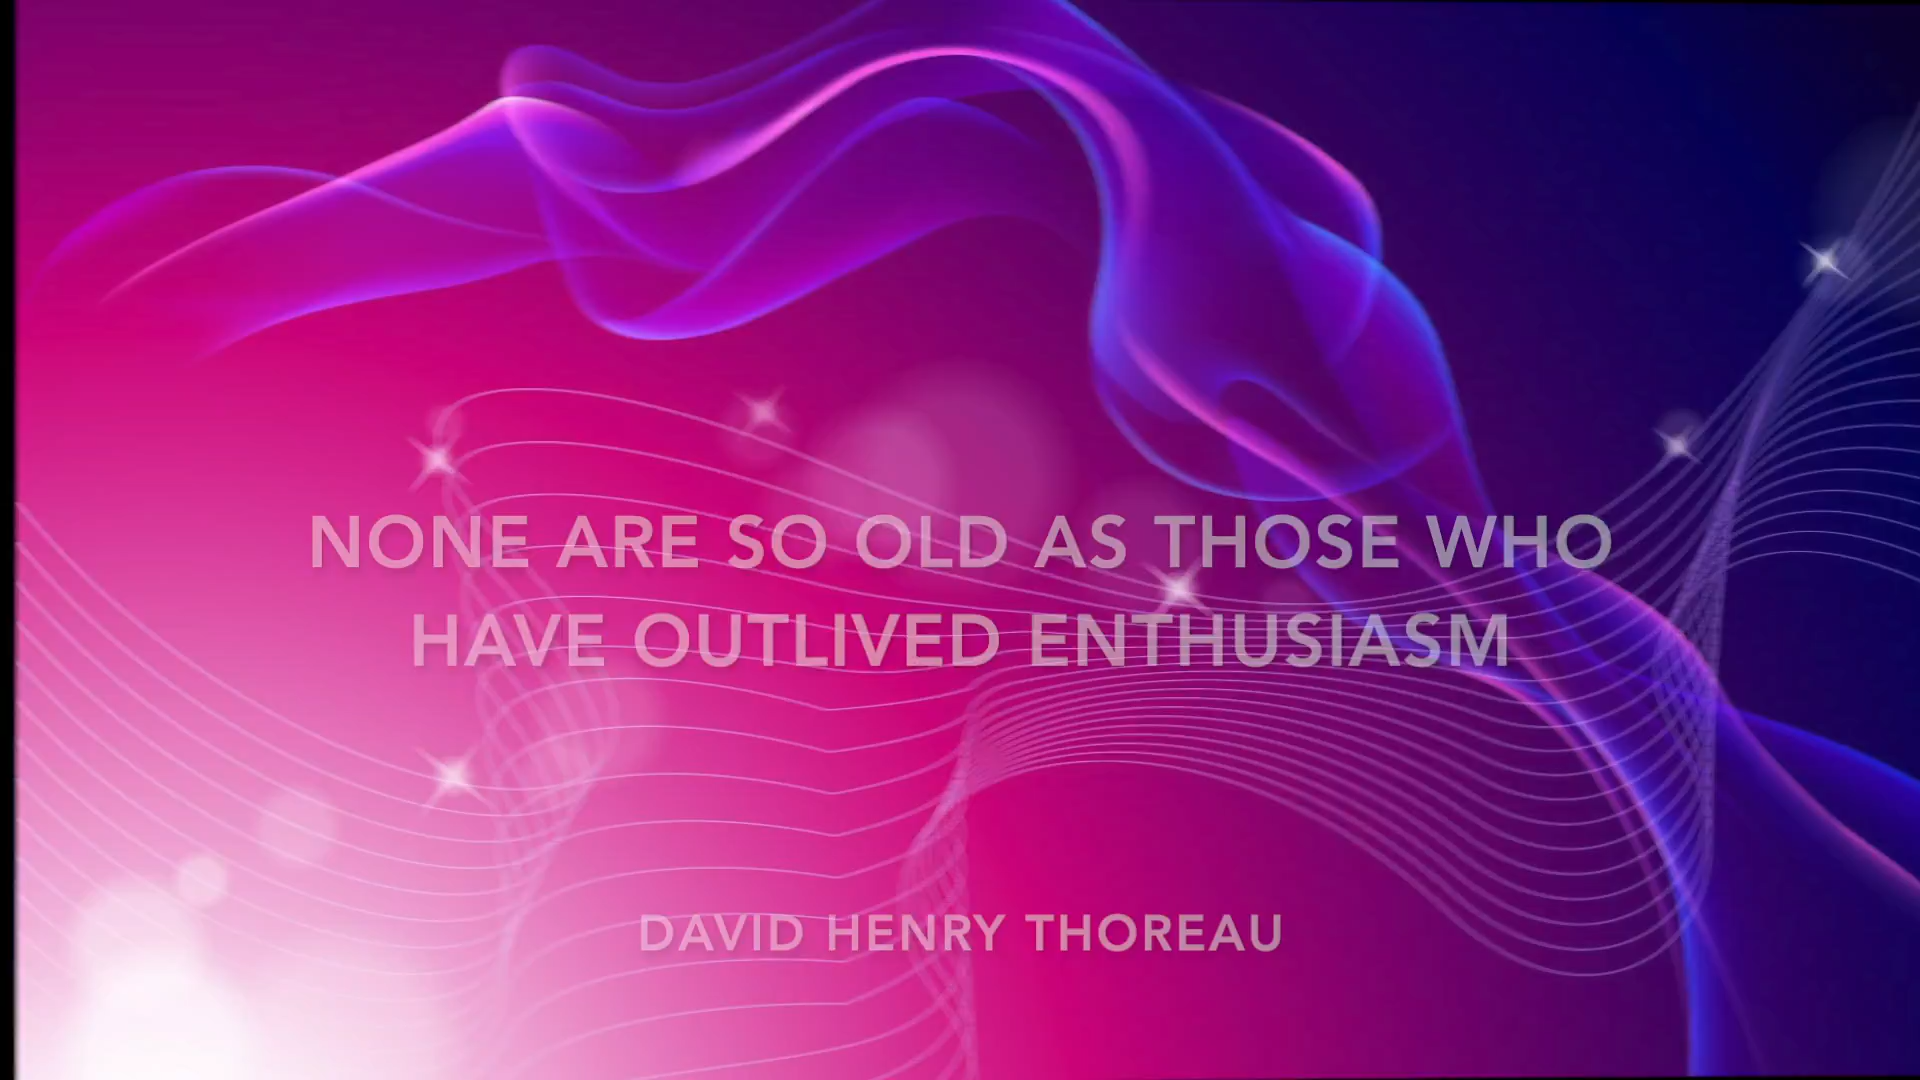 NONE ARE SO OLD AS THOSE WHO
HAVE OUTLIVED ENTHUSIASM
DAVID HENRY THOREAU